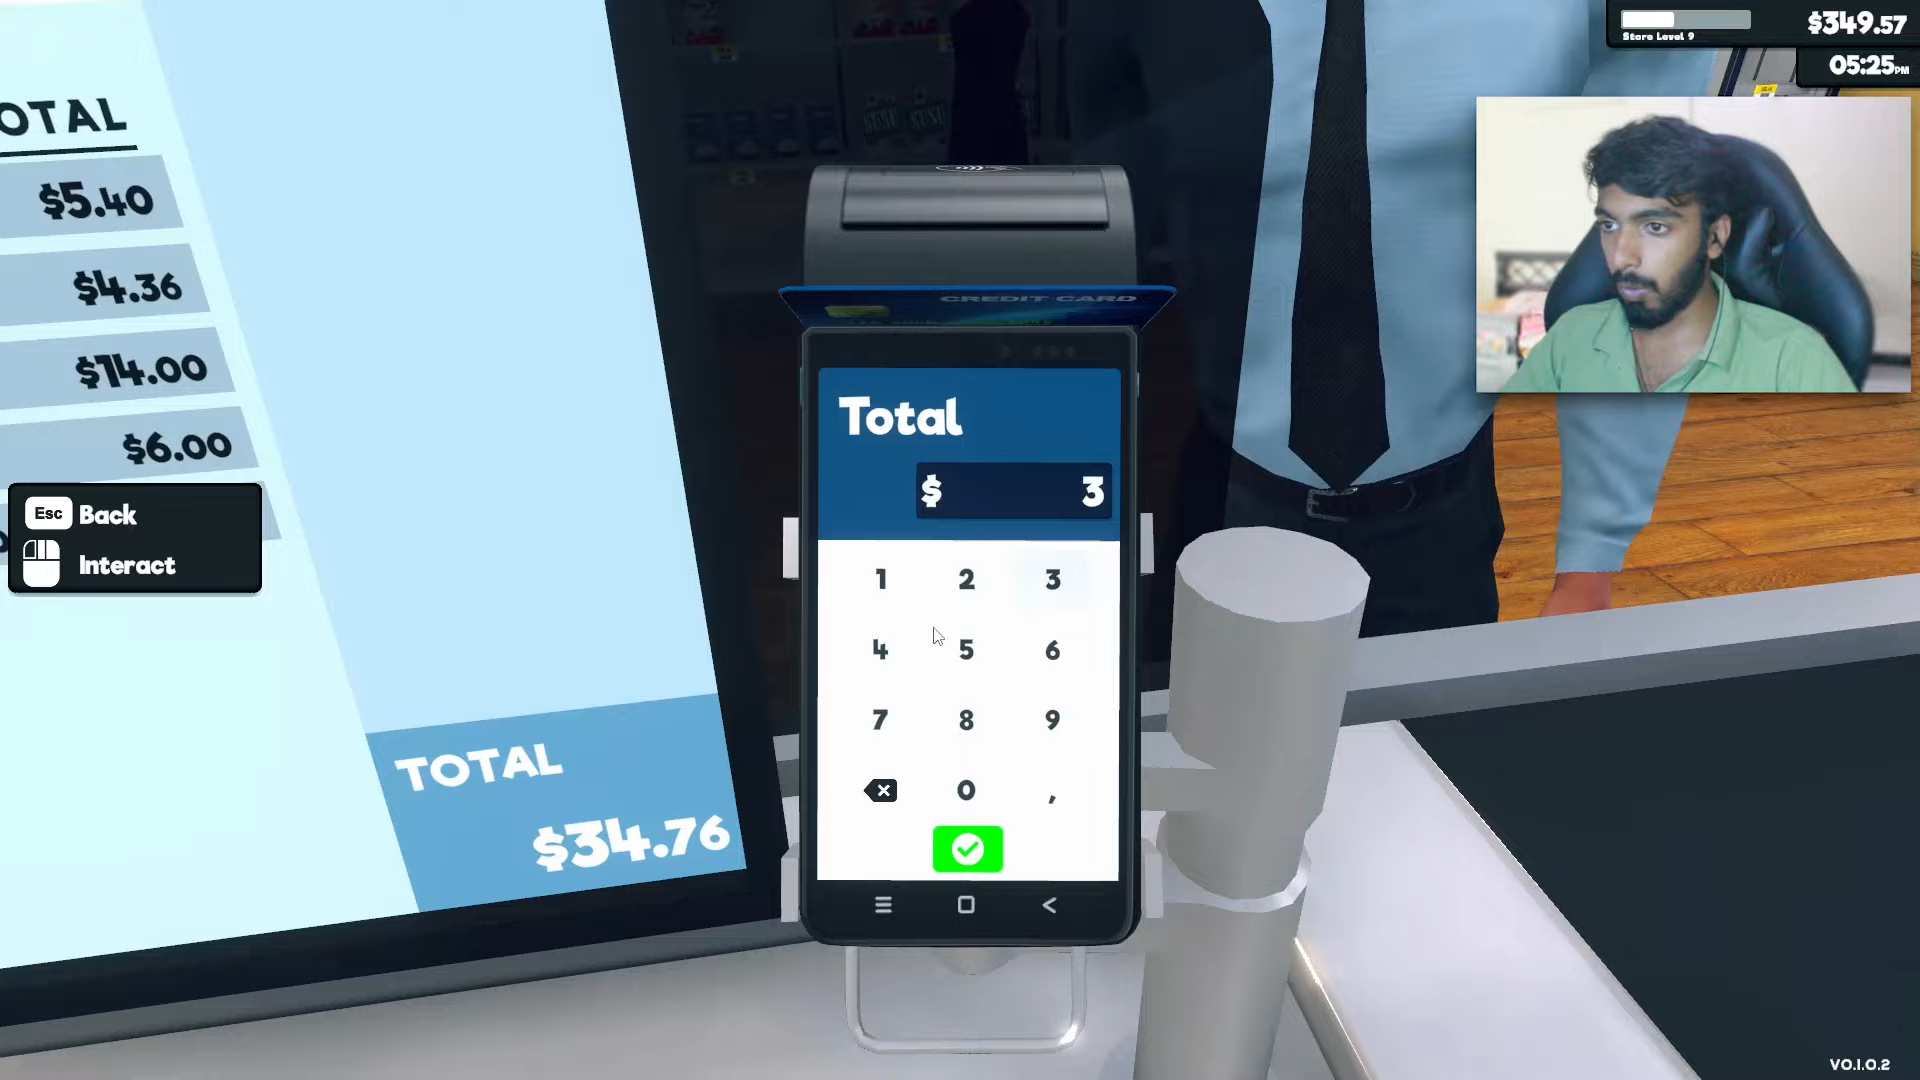 $349.57
Store Level 9
05:25PM
OTAL
$5.40
$4.36
$14.00
$6.00
Esc Back
Interact
TOTAL
$34.76
CREDIT CARD
Total
$ 3
1 2 3
4 5 6
7 8 9
0 ,
V0.1.0.2